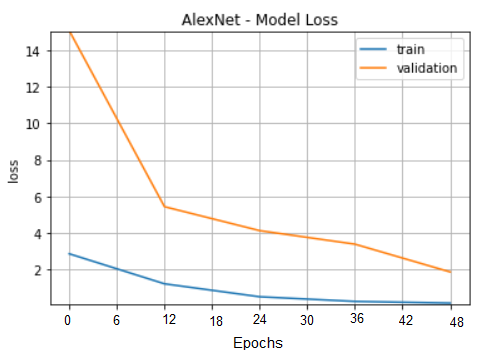 AlexNet - Model Loss
train
validation
14
12
10
8
6
4
2
loss
0 6 12 18 24 30 36 42 48
Epochs